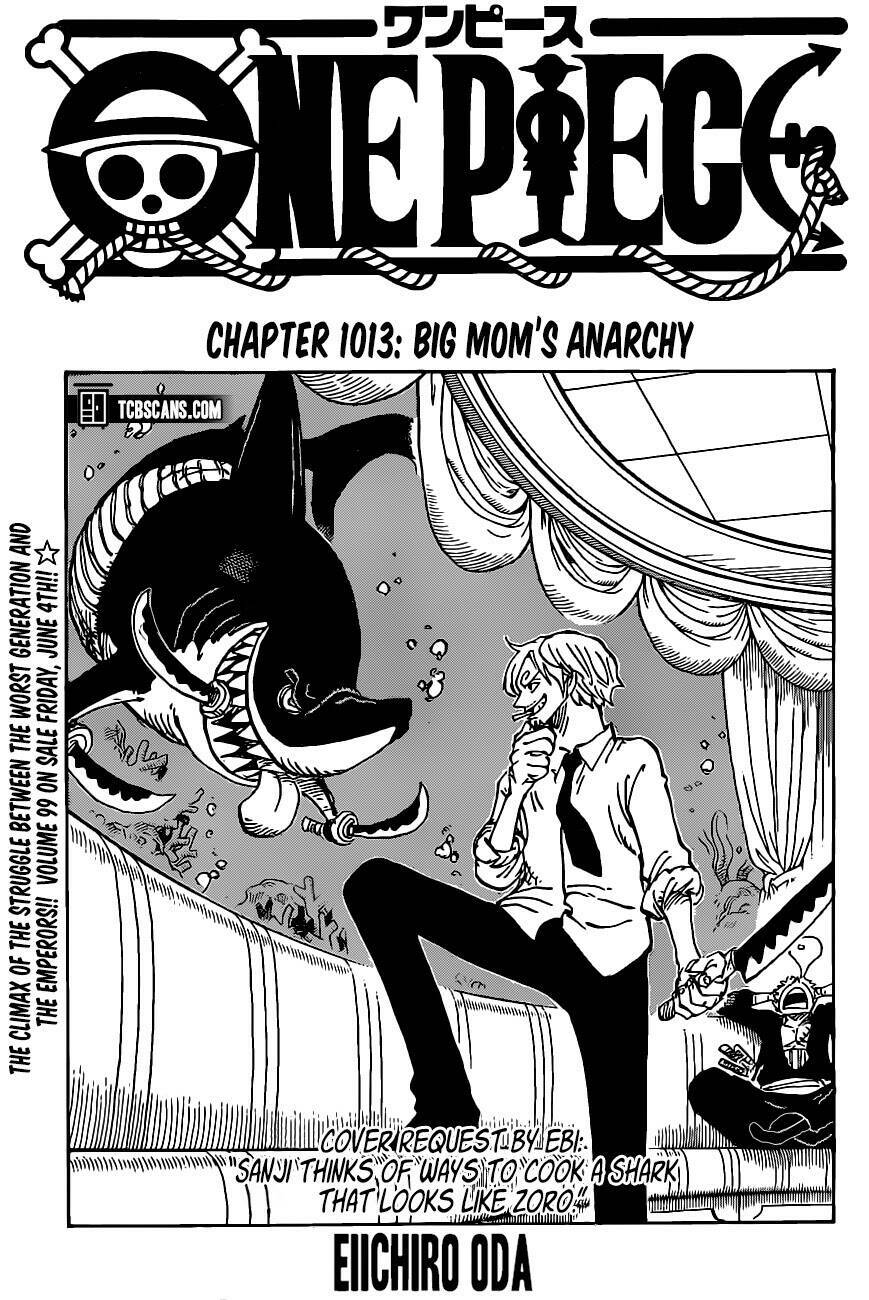 ワンピース
ONE PIECE
CHAPTER 1013: BIG MOM'S ANARCHY
TCBSCANS.COM
THE CLIMAX OF THE STRUGGLE BETWEEN THE WORST GENERATION AND
THE EMPERORS!! VOLUME 99 ON SALE FRIDAY, JUNE 4TH!!☆
COVER REQUEST BY EBI:
"SANJI THINKS OF WAYS TO COOK A SHARK
THAT LOOKS LIKE ZORO."
EIICHIRO ODA